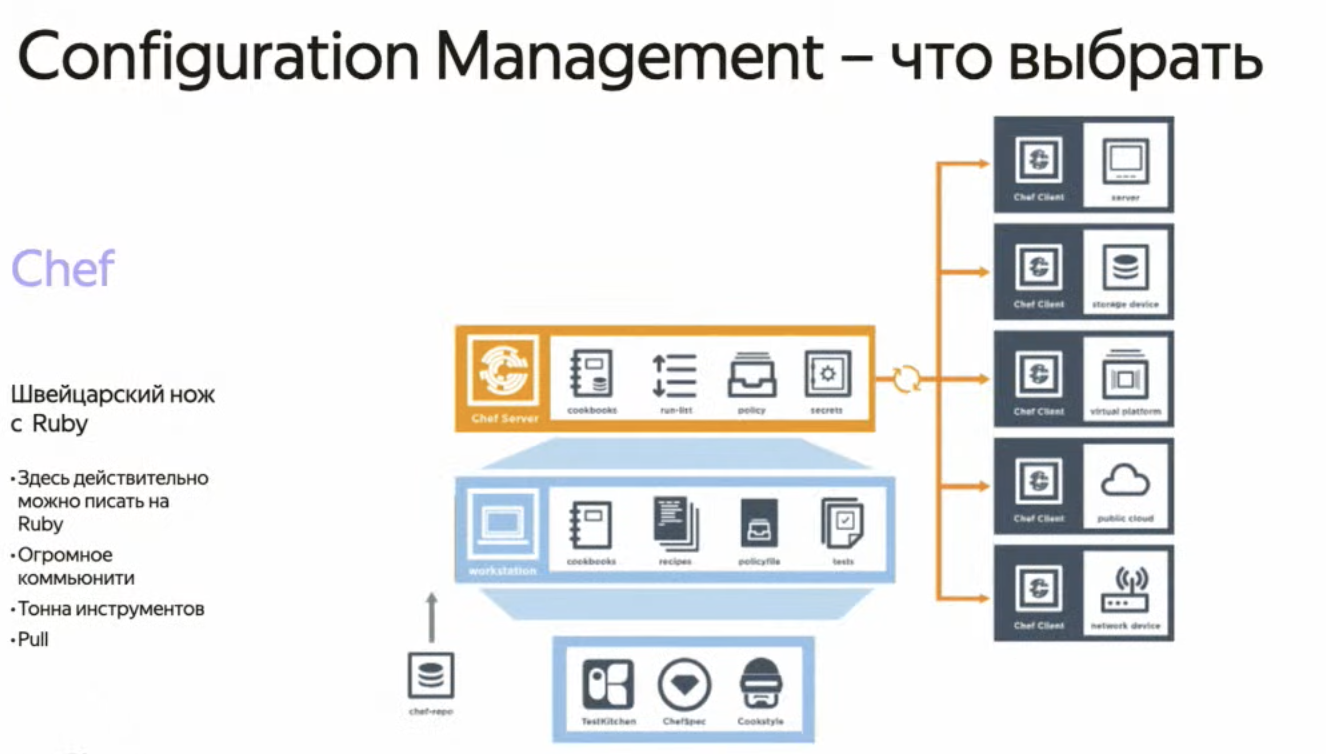 Configuration Management – что выбрать
Chef
Швейцарский нож
с Ruby
•Здесь действительно
можно писать на
Ruby
•Огромное
коммьюнити
•Тонна инструментов
•Pull
Chef Server
cookbooks
run-list
policy
secrets
workstation
cookbooks
recipes
policyfile
tests
chef-repo
TestKitchen
ChefSpec
Cookstyle
Chef Client
server
Chef Client
storage device
Chef Client
virtual platform
Chef Client
public cloud
Chef Client
network device